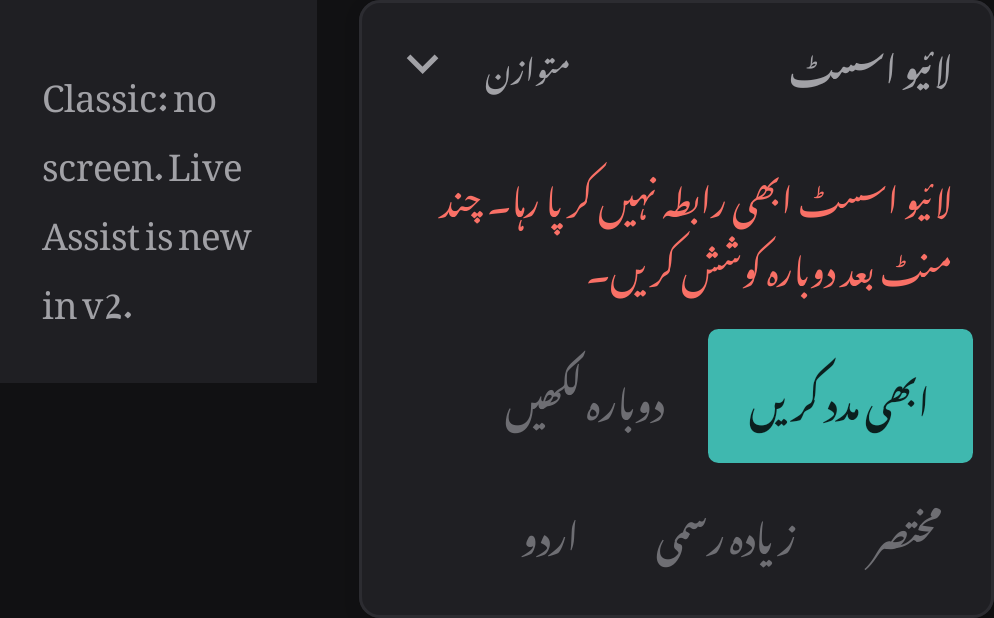 Classic: no
screen. Live
Assist is new
in v2.
لائیو اسسٹ
متوازن
لائیو اسسٹ ابھی رابطہ نہیں کر پا رہا۔ چند
منٹ بعد دوبارہ کوشش کریں۔
ابھی مدد کریں
دوبارہ لکھیں
مختصر
زیادہ رسمی
اردو